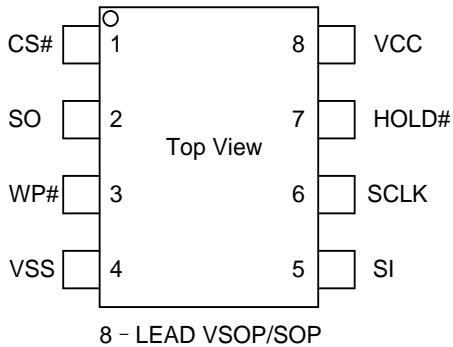 CS# 1 8 VCC
SO 2 7 HOLD#
Top View
WP# 3 6 SCLK
VSS 4 5 SI
8 – LEAD VSOP/SOP